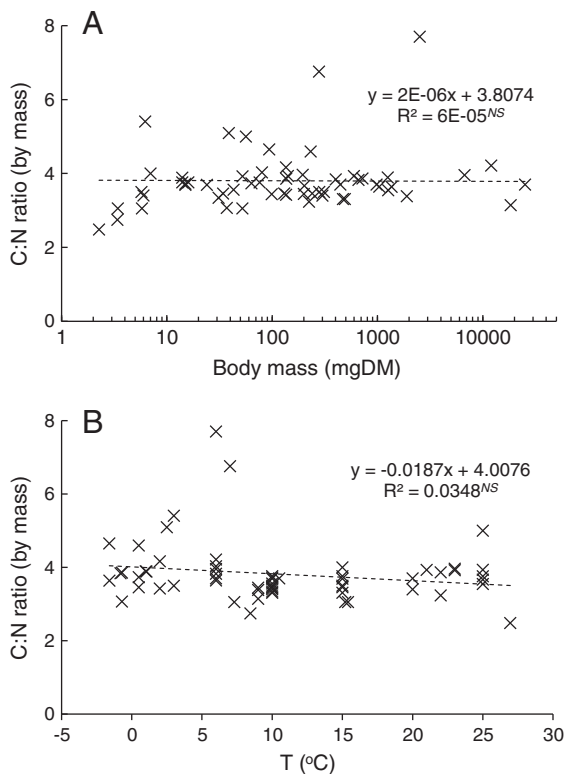 A
8
6
4
2
0
C:N ratio (by mass)
y = 2E-06x + 3.8074
R² = 6E-05NS
1 10 100 1000 10000
Body mass (mgDM)
B
8
6
4
2
0
C:N ratio (by mass)
y = -0.0187x + 4.0076
R² = 0.0348NS
-5 0 5 10 15 20 25 30
T (ºC)